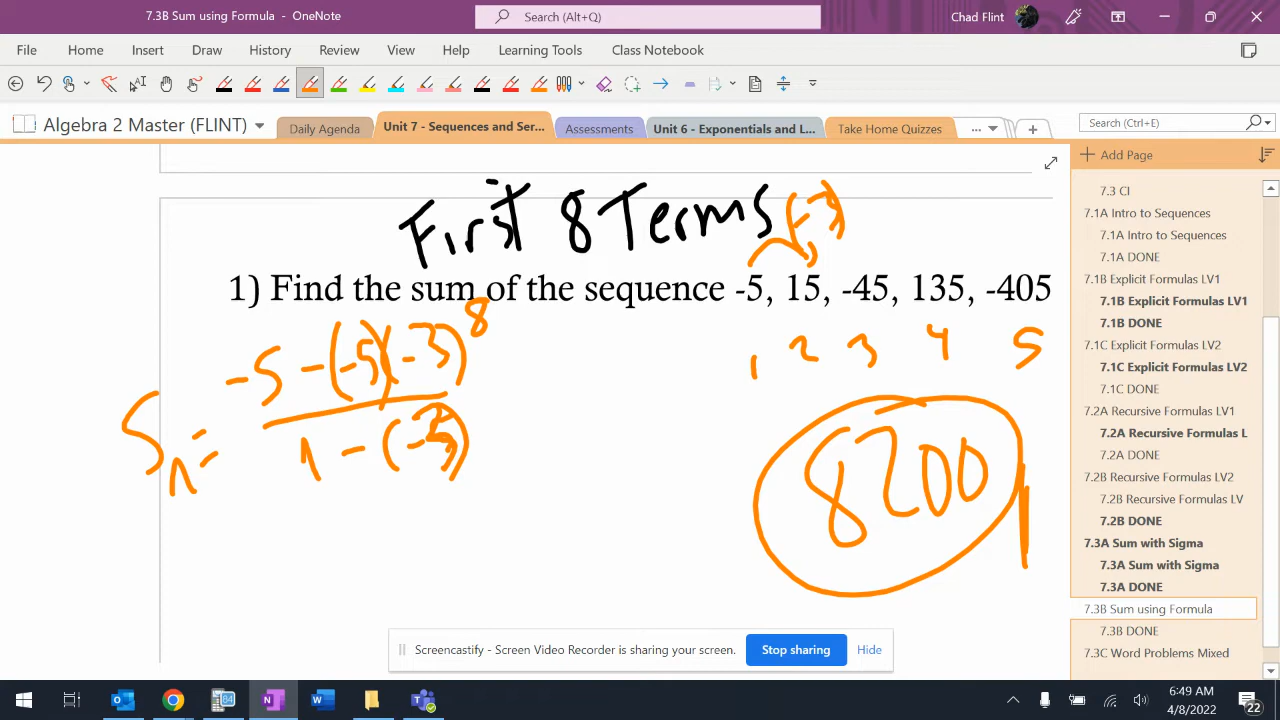 7.3B Sum using Formula - OneNote
Search (Alt+Q)
Chad Flint
File Home Insert Draw History Review View Help Learning Tools Class Notebook
Algebra 2 Master (FLINT)
Daily Agenda
Unit 7 - Sequences and Ser...
Assessments
Unit 6 - Exponentials and L...
Take Home Quizzes
...
Search (Ctrl+E)
Add Page
7.3 CI
7.1A Intro to Sequences
7.1A Intro to Sequences
7.1A DONE
7.1B Explicit Formulas LV1
7.1B Explicit Formulas LV1
7.1B DONE
7.1C Explicit Formulas LV2
7.1C Explicit Formulas LV2
7.1C DONE
7.2A Recursive Formulas LV1
7.2A Recursive Formulas L
7.2A DONE
7.2B Recursive Formulas LV2
7.2B Recursive Formulas LV
7.2B DONE
7.3A Sum with Sigma
7.3A Sum with Sigma
7.3A DONE
7.3B Sum using Formula
7.3B DONE
7.3C Word Problems Mixed
First 8 Terms
(-3)
1) Find the sum of the sequence -5, 15, -45, 135, -405
1 2 3 4 5
-5-(-5)(-3)^8
Sn=
1-(-3)
8200
Screencastify - Screen Video Recorder is sharing your screen.
Stop sharing
Hide
84
6:49 AM
4/8/2022
22